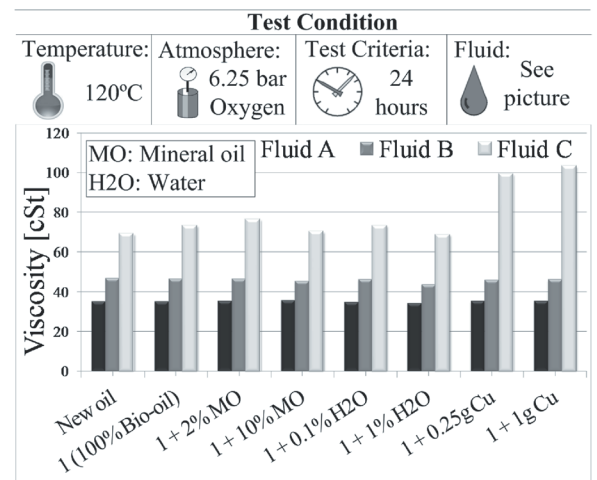 Test Condition
Temperature: Atmosphere: Test Criteria: Fluid:
120ºC 6.25 bar Oxygen 24 hours See picture
MO: Mineral oil
H2O: Water
Fluid A Fluid B Fluid C
Viscosity [cSt]
120
100
80
60
40
20
0
New oil
1 (100% Bio-oil)
1 + 2% MO
1 + 10% MO
1 + 0.1% H2O
1 + 1% H2O
1 + 0.25g Cu
1 + 1g Cu